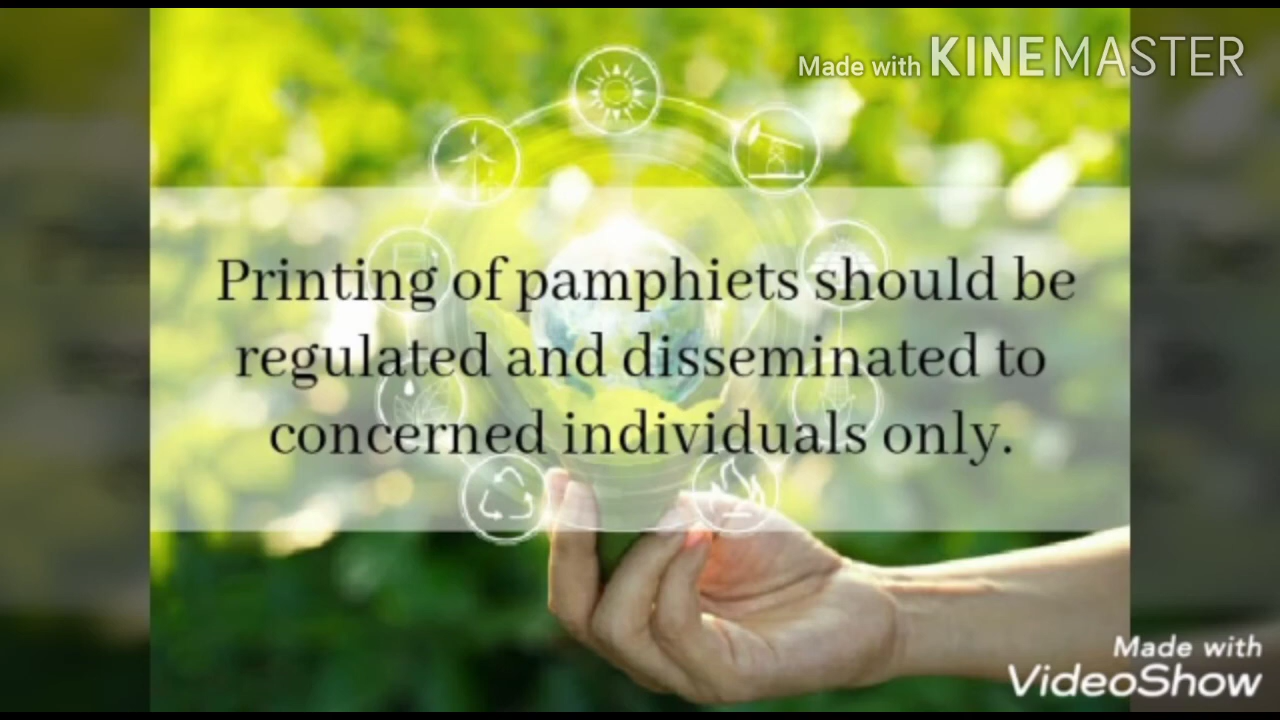 Made with KINEMASTER
Printing of pamphiets should be
regulated and disseminated to
concerned individuals only.
Made with
VideoShow